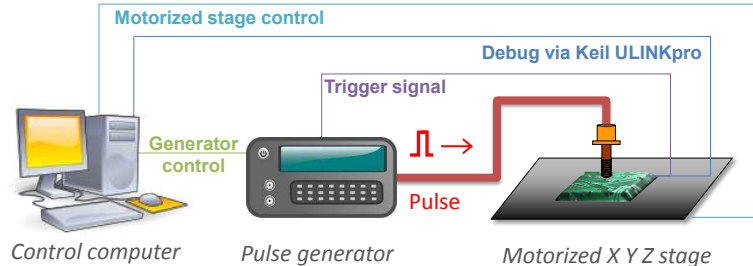 Motorized stage control
Debug via Keil ULINKpro
Trigger signal
Generator
control
Pulse
Control computer
Pulse generator
Motorized X Y Z stage